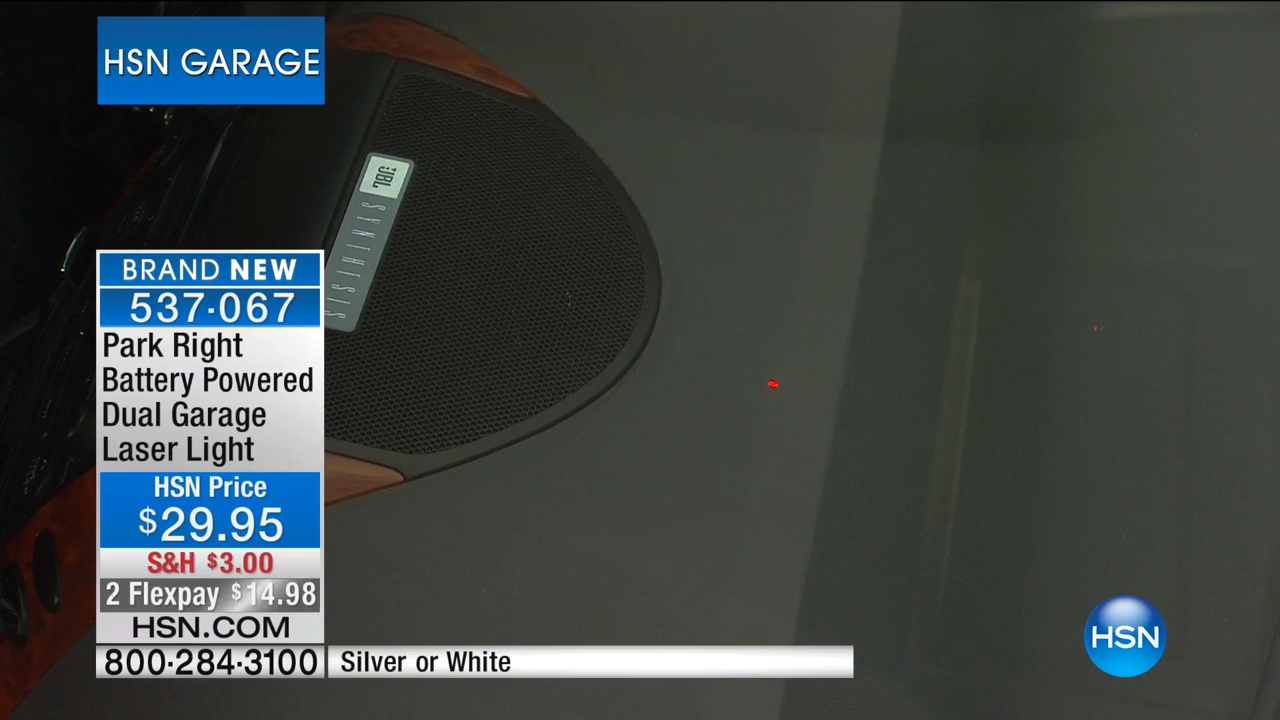 HSN GARAGE
JBL
SYNTHESIS
BRAND NEW
537·067
Park Right
Battery Powered
Dual Garage
Laser Light
HSN Price
$29.95
S&H $3.00
2 Flexpay $14.98
HSN.COM
800·284·3100
Silver or White
HSN